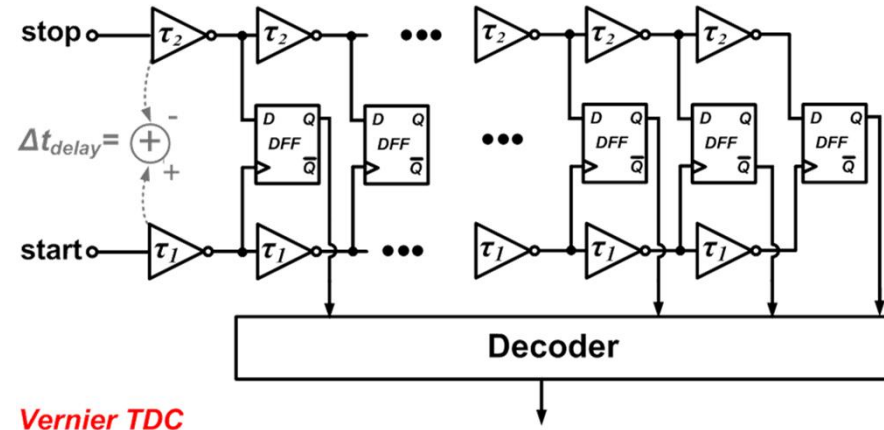 stop τ2 τ2 ••• τ2 τ2 τ2
D Q D Q D Q D Q D Q
Δtdelay= + - DFF DFF ••• DFF DFF DFF
+ Q̅ Q̅ Q̅ Q̅ Q̅
start τ1 τ1 ••• τ1 τ1 τ1
Decoder
Vernier TDC